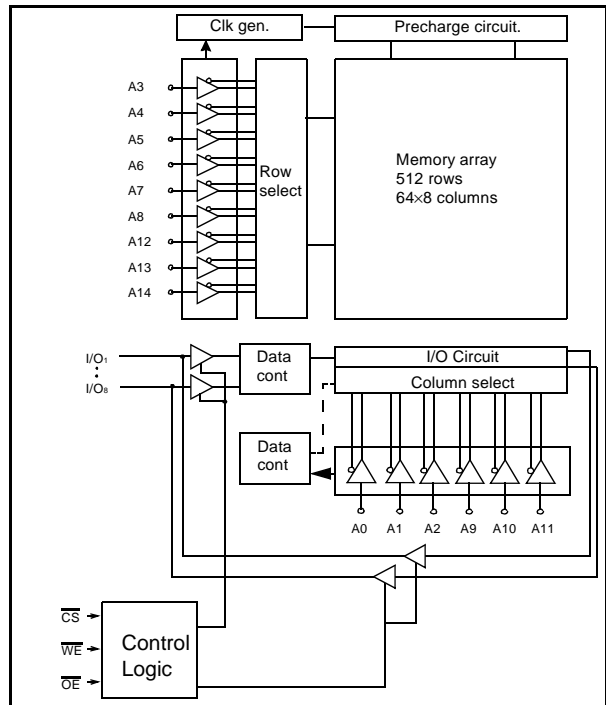 Clk gen.
Precharge circuit.
A3
A4
A5
A6
A7
A8
A12
A13
A14
Row
select
Memory array
512 rows
64×8 columns
I/O1
I/O8
Data
cont
I/O Circuit
Column select
Data
cont
A0 A1 A2 A9 A10 A11
CS
WE
OE
Control
Logic